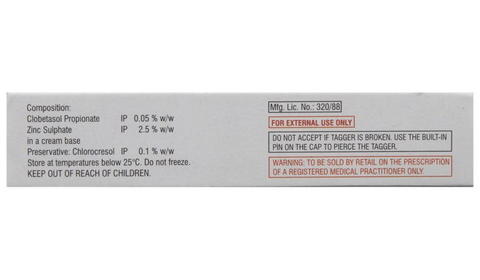 Composition:
Clobetasol Propionate IP 0.05 % w/w
Zinc Sulphate IP 2.5 % w/w
in a cream base
Preservative: Chlorocresol IP 0.1 % w/w
Store at temperatures below 25°C. Do not freeze.
KEEP OUT OF REACH OF CHILDREN.
Mfg. Lic. No.: 320/88
FOR EXTERNAL USE ONLY
DO NOT ACCEPT IF TAGGER IS BROKEN. USE THE BUILT-IN
PIN ON THE CAP TO PIERCE THE TAGGER.
WARNING: TO BE SOLD BY RETAIL ON THE PRESCRIPTION
OF A REGISTERED MEDICAL PRACTITIONER ONLY.